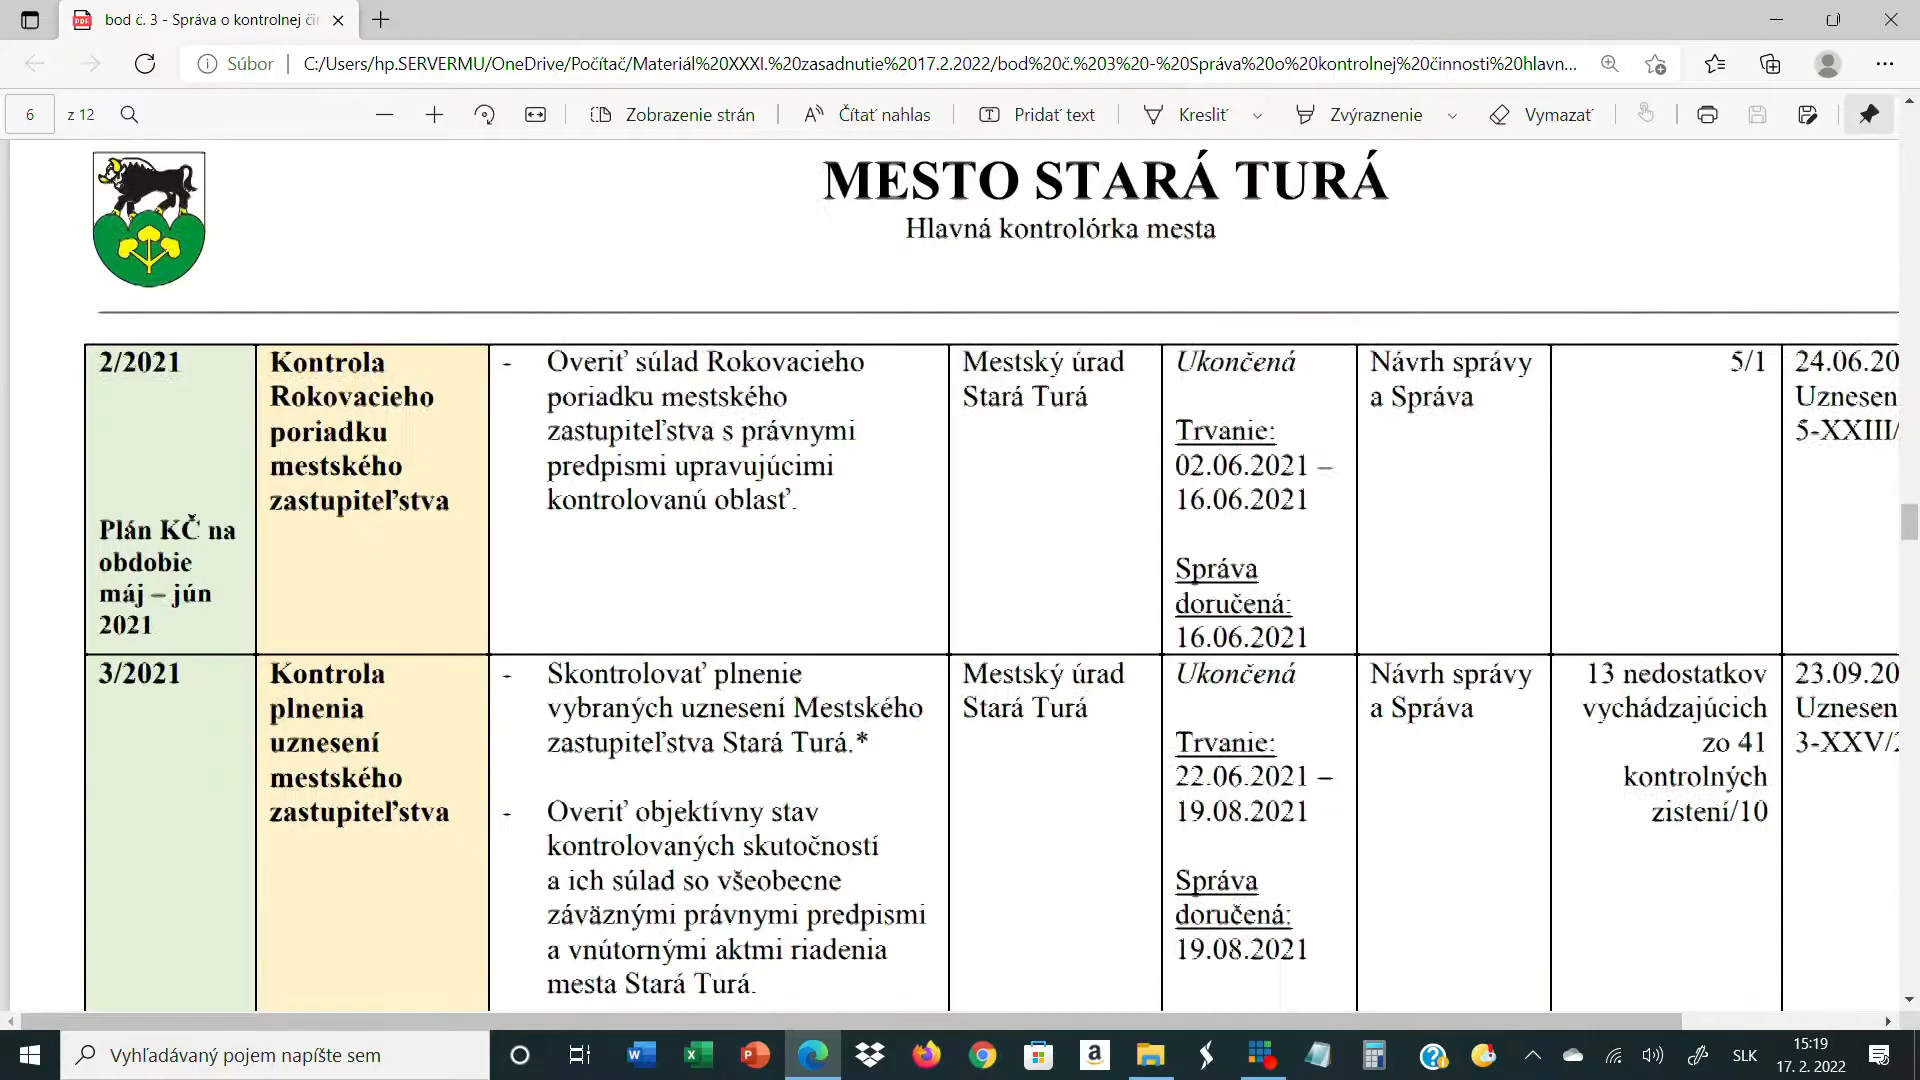 bod č. 3 - Správa o kontrolnej čin
Súbor
C:/Users/hp.SERVERMU/OneDrive/Počítač/Materiál%20XXXI.%20zasadnutie%2017.2.2022/bod%20č.%203%20-%20Správa%20o%20kontrolnej%20činnosti%20hlavn...
6 z 12
Zobrazenie strán
Čítať nahlas
Pridať text
Kresliť
Zvýraznenie
Vymazať
MESTO STARÁ TURÁ
Hlavná kontrolórka mesta
2/2021
Plán KČ na
obdobie
máj – jún
2021
Kontrola
Rokovacieho
poriadku
mestského
zastupiteľstva
- Overiť súlad Rokovacieho
poriadku mestského
zastupiteľstva s právnymi
predpismi upravujúcimi
kontrolovanú oblasť.
Mestský úrad
Stará Turá
Ukončená
Trvanie:
02.06.2021 –
16.06.2021
Správa
doručená:
16.06.2021
Návrh správy
a Správa
5/1
24.06.20
Uznesen
5-XXIII/
3/2021
Kontrola
plnenia
uznesení
mestského
zastupiteľstva
- Skontrolovať plnenie
vybraných uznesení Mestského
zastupiteľstva Stará Turá.*
- Overiť objektívny stav
kontrolovaných skutočností
a ich súlad so všeobecne
záväznými právnymi predpismi
a vnútornými aktmi riadenia
mesta Stará Turá.
Mestský úrad
Stará Turá
Ukončená
Trvanie:
22.06.2021 –
19.08.2021
Správa
doručená:
19.08.2021
Návrh správy
a Správa
13 nedostatkov
vychádzajúcich
zo 41
kontrolných
zistení/10
23.09.20
Uznesen
3-XXV/2
Vyhľadávaný pojem napíšte sem
SLK
15:19
17. 2. 2022